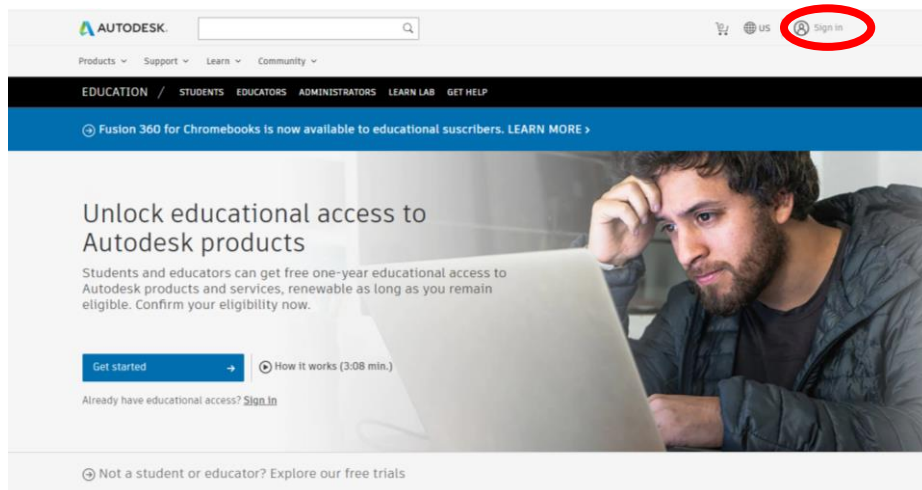 AUTODESK.
US
Sign in
Products
Support
Learn
Community
EDUCATION / STUDENTS EDUCATORS ADMINISTRATORS LEARN LAB GET HELP
Fusion 360 for Chromebooks is now available to educational suscribers. LEARN MORE >
Unlock educational access to
Autodesk products
Students and educators can get free one-year educational access to
Autodesk products and services, renewable as long as you remain
eligible. Confirm your eligibility now.
Get started
How it works (3:08 min.)
Already have educational access? Sign in
Not a student or educator? Explore our free trials